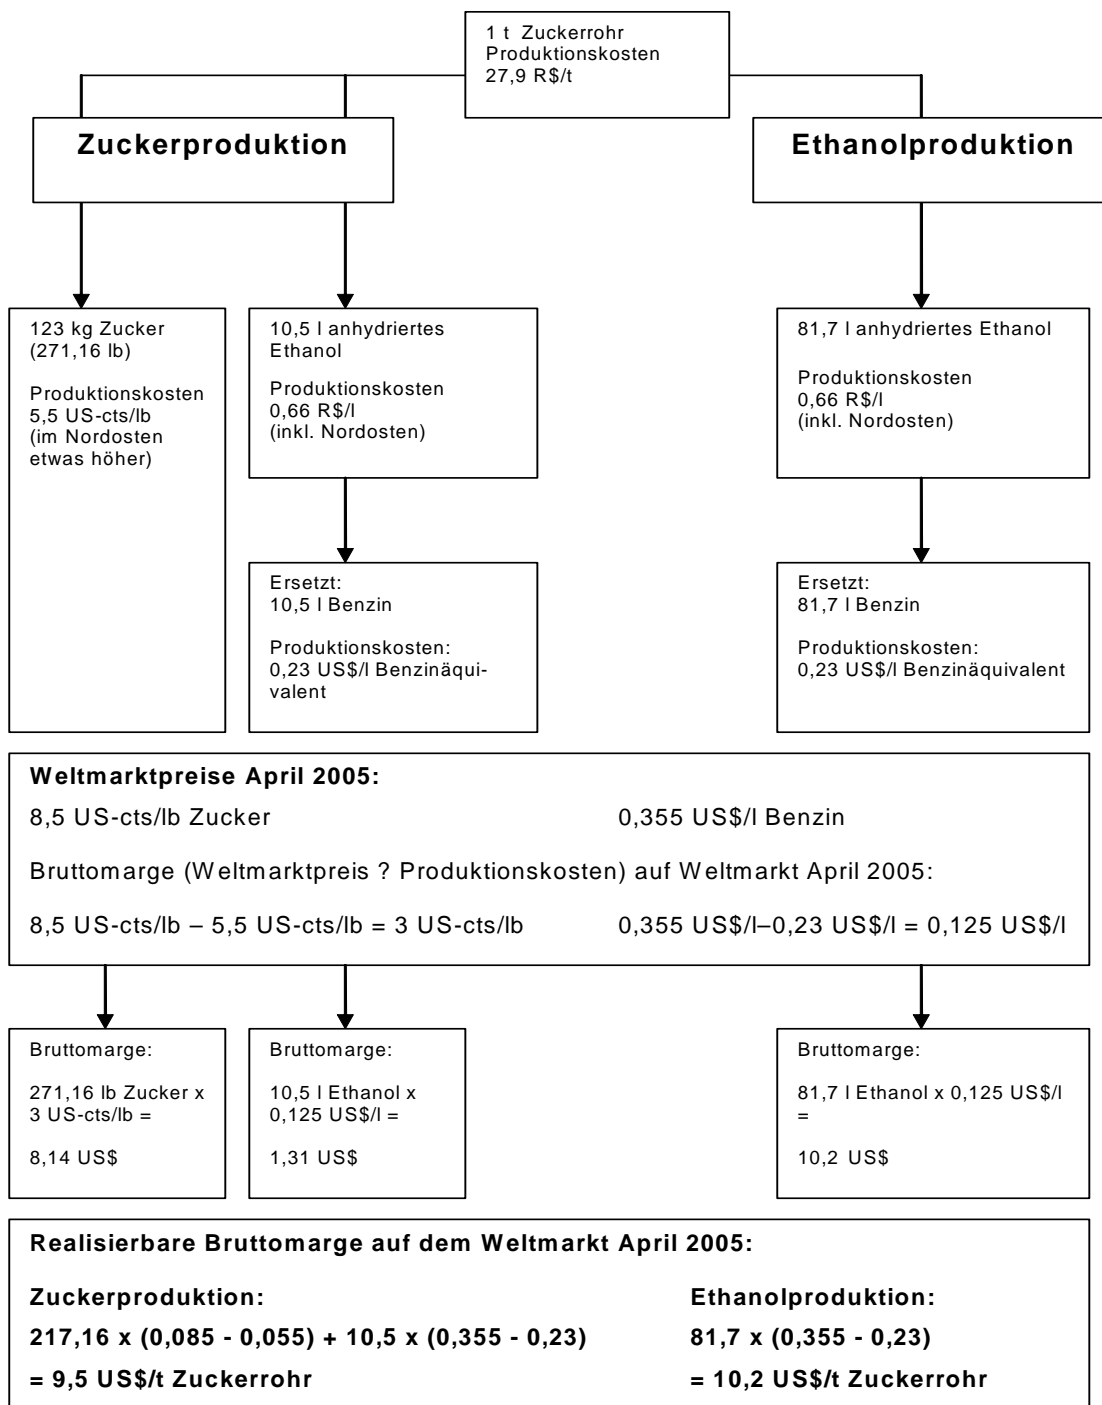 1 t Zuckerrohr
Produktionskosten
27,9 R$/t
Zuckerproduktion
Ethanolproduktion
123 kg Zucker
(271,16 lb)
Produktionskosten
5,5 US-cts/lb
(im Nordosten
etwas höher)
10,5 l anhydriertes
Ethanol
Produktionskosten
0,66 R$/l
(inkl. Nordosten)
81,7 l anhydriertes Ethanol
Produktionskosten
0,66 R$/l
(inkl. Nordosten)
Ersetzt:
10,5 l Benzin
Produktionskosten:
0,23 US$/l Benzinäqui-
valent
Ersetzt:
81,7 l Benzin
Produktionskosten:
0,23 US$/l Benzinäquivalent
Weltmarktpreise April 2005:
8,5 US-cts/lb Zucker 0,355 US$/l Benzin
Bruttomarge (Weltmarktpreis ? Produktionskosten) auf Weltmarkt April 2005:
8,5 US-cts/lb – 5,5 US-cts/lb = 3 US-cts/lb 0,355 US$/l–0,23 US$/l = 0,125 US$/l
Bruttomarge:
271,16 lb Zucker x
3 US-cts/lb =
8,14 US$
Bruttomarge:
10,5 l Ethanol x
0,125 US$/l =
1,31 US$
Bruttomarge:
81,7 l Ethanol x 0,125 US$/l
=
10,2 US$
Realisierbare Bruttomarge auf dem Weltmarkt April 2005:
Zuckerproduktion:
217,16 x (0,085 - 0,055) + 10,5 x (0,355 - 0,23)
= 9,5 US$/t Zuckerrohr
Ethanolproduktion:
81,7 x (0,355 - 0,23)
= 10,2 US$/t Zuckerrohr